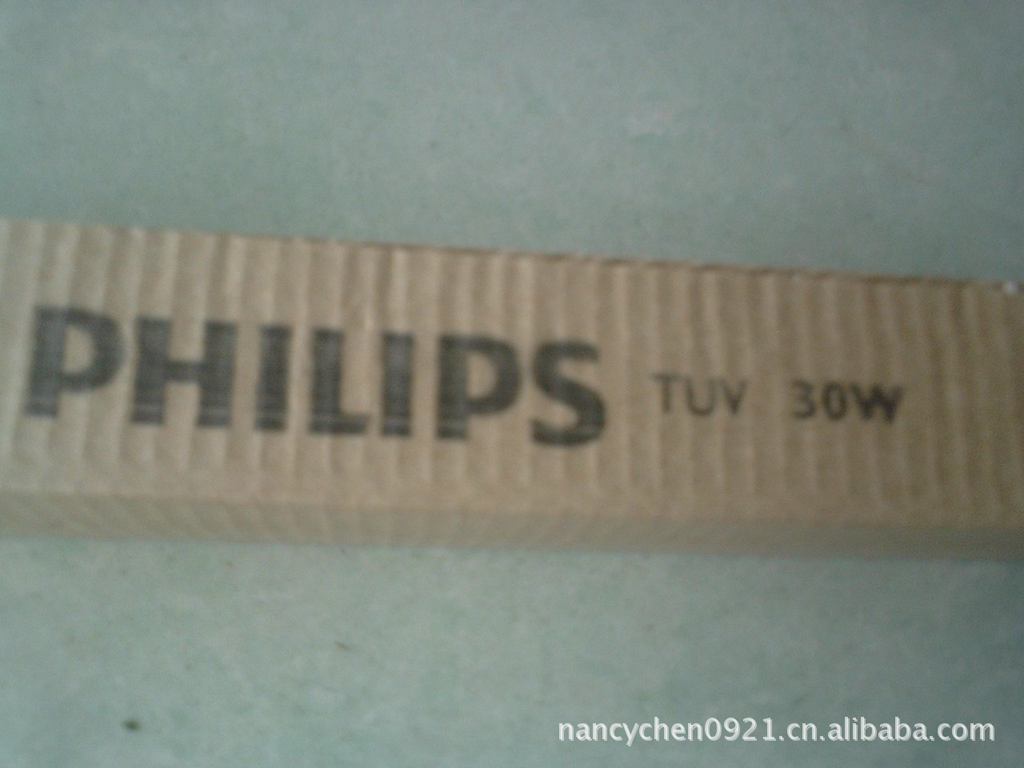 PHILIPS TUV 30W
nancychen0921.cn.alibaba.com